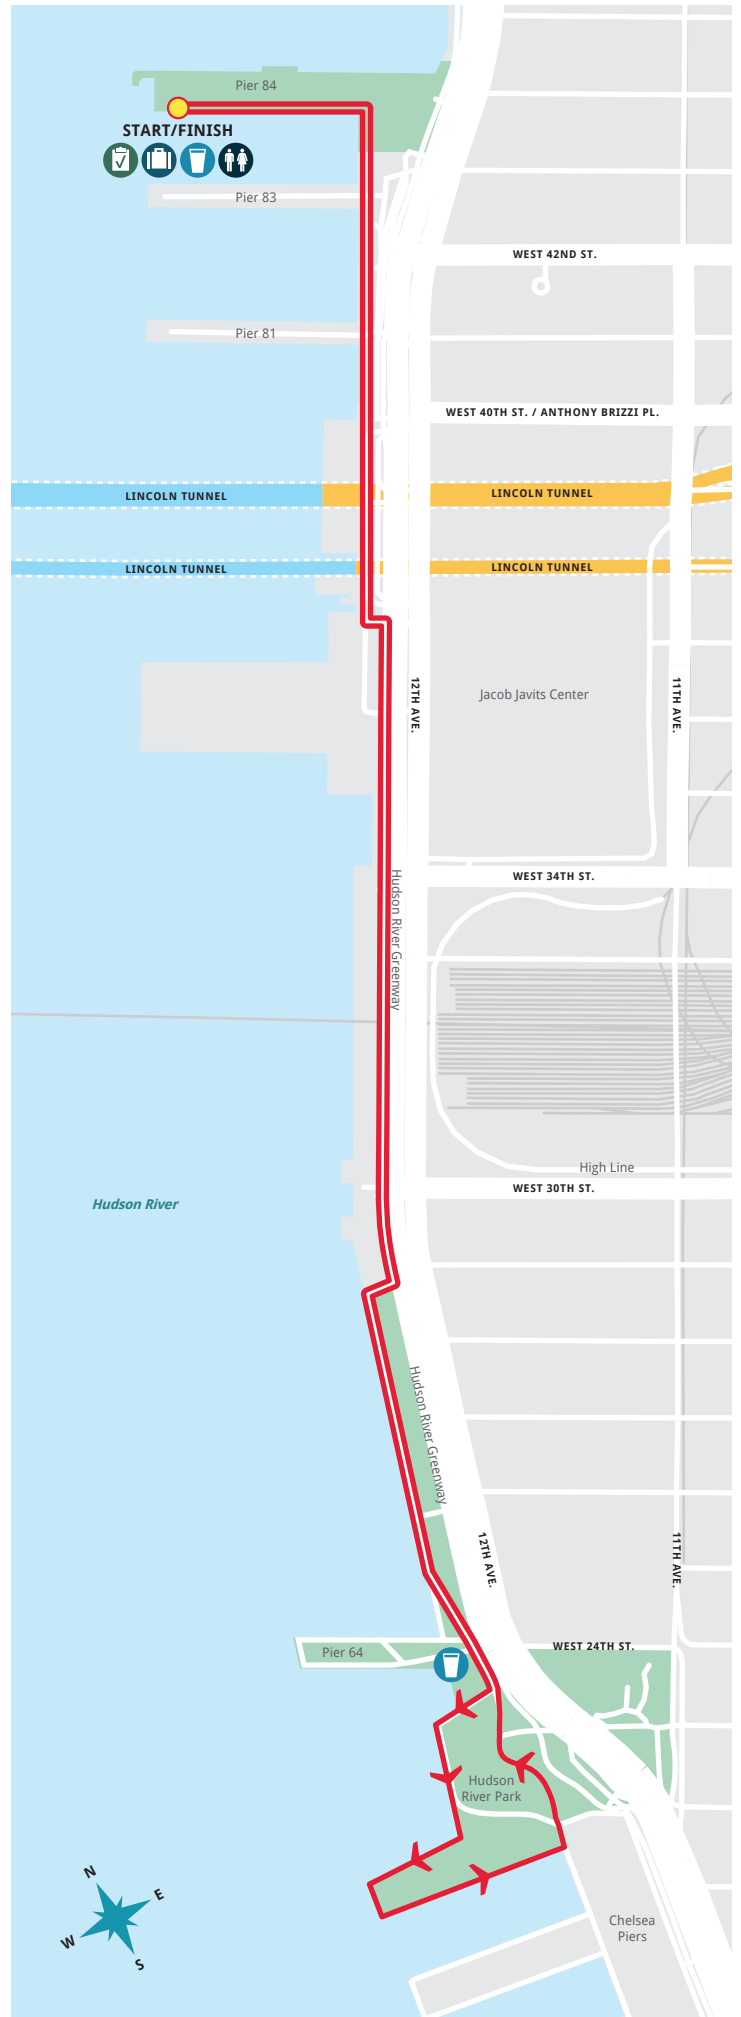 Pier 84
START/FINISH
Pier 83
WEST 42ND ST.
Pier 81
WEST 40TH ST. / ANTHONY BRIZZI PL.
LINCOLN TUNNEL
LINCOLN TUNNEL
LINCOLN TUNNEL
LINCOLN TUNNEL
12TH AVE.
Jacob Javits Center
11TH AVE.
WEST 34TH ST.
Hudson River Greenway
High Line
WEST 30TH ST.
Hudson River
Hudson River Greenway
12TH AVE.
11TH AVE.
WEST 24TH ST.
Pier 64
Hudson
River Park
N
E
W
S
Chelsea
Piers